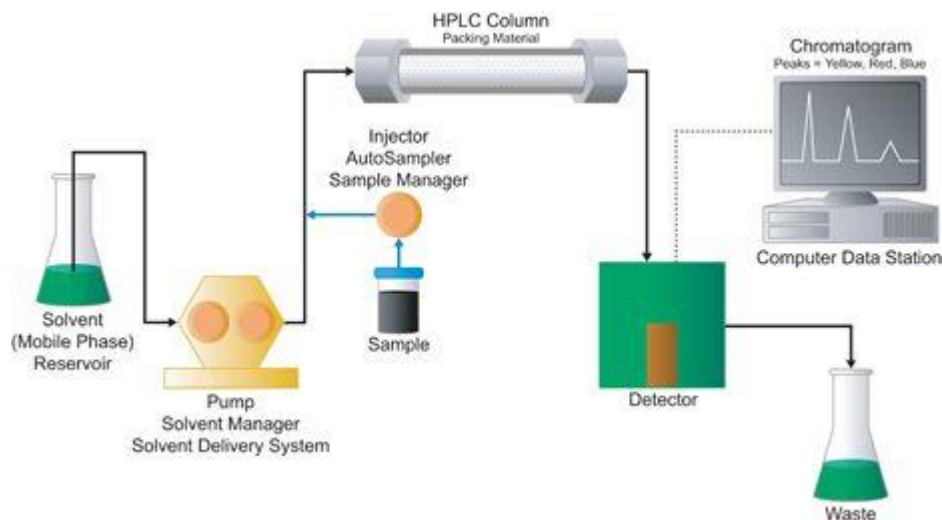 HPLC Column
Packing Material
Chromatogram
Peaks = Yellow, Red, Blue
Injector
AutoSampler
Sample Manager
Computer Data Station
Solvent
(Mobile Phase)
Reservoir
Sample
Pump
Solvent Manager
Solvent Delivery System
Detector
Waste